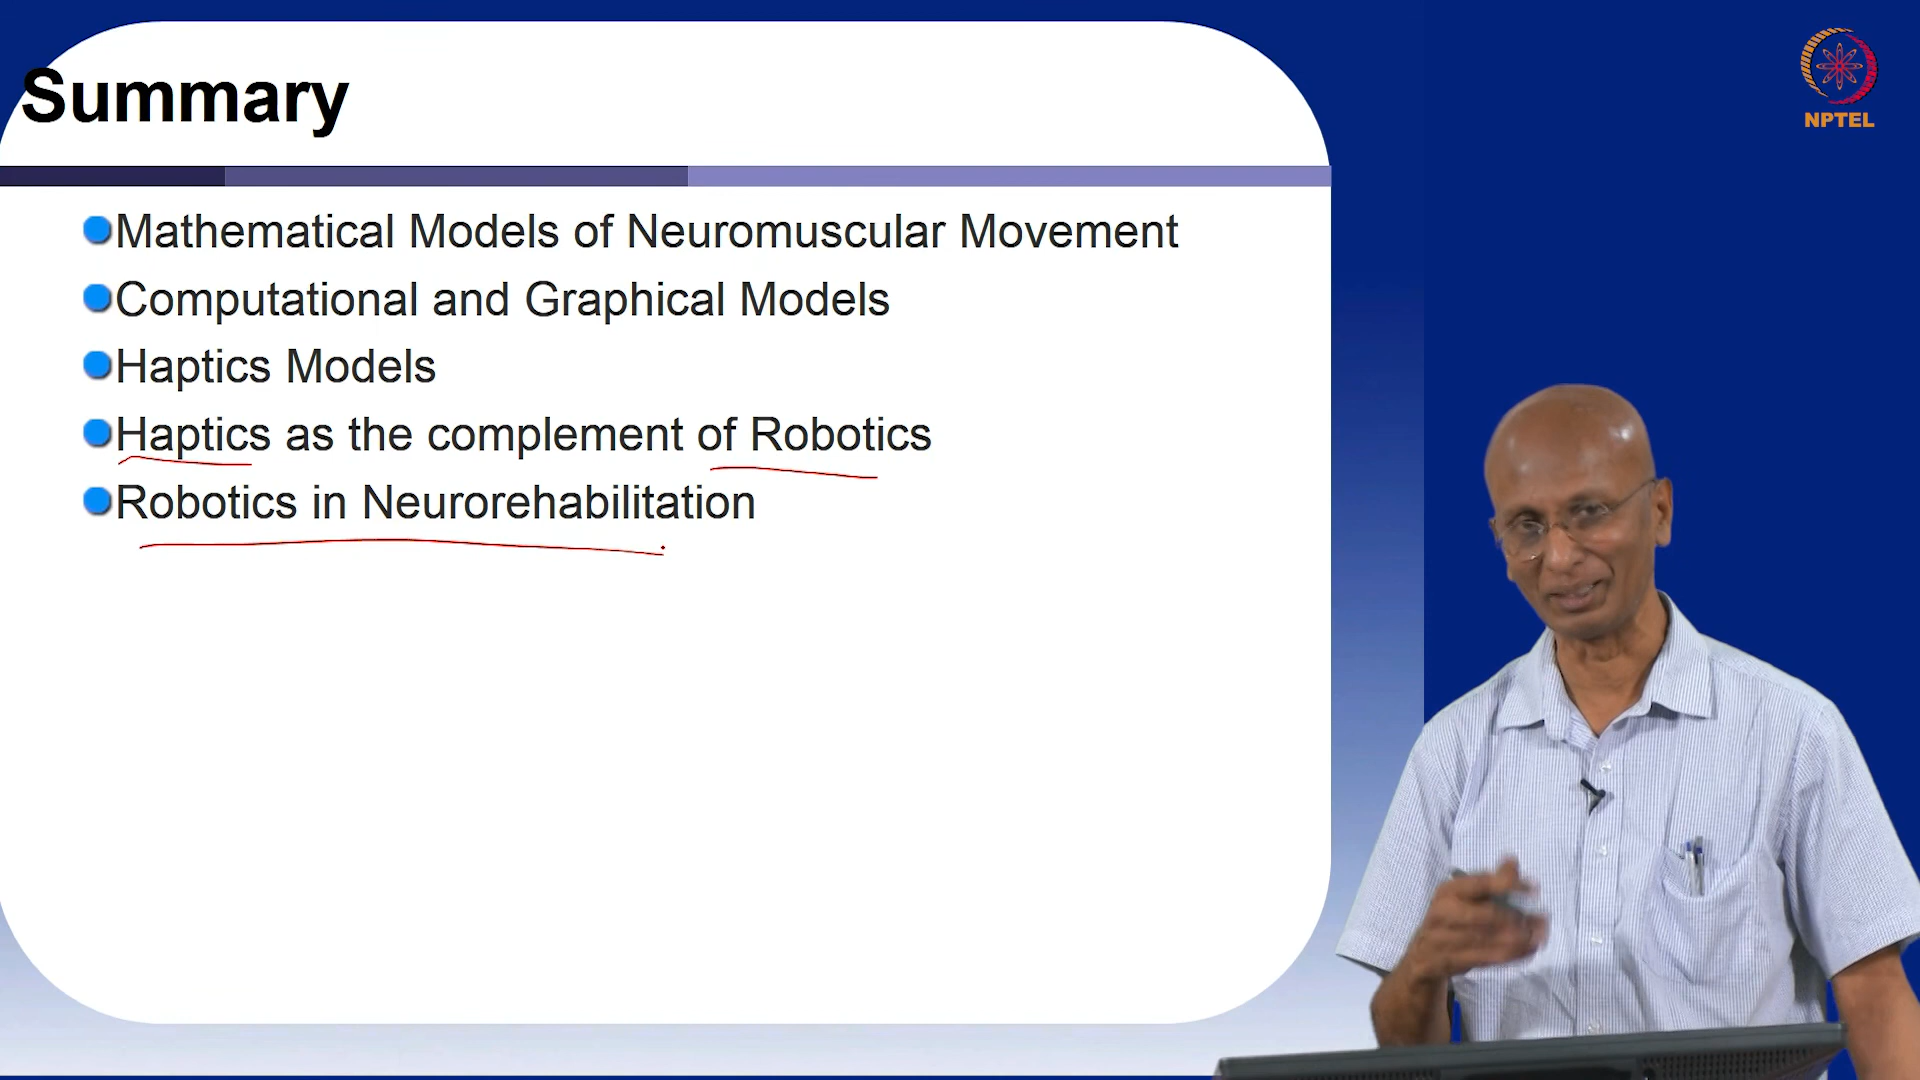 Summary
Mathematical Models of Neuromuscular Movement
Computational and Graphical Models
Haptics Models
Haptics as the complement of Robotics
Robotics in Neurorehabilitation
NPTEL